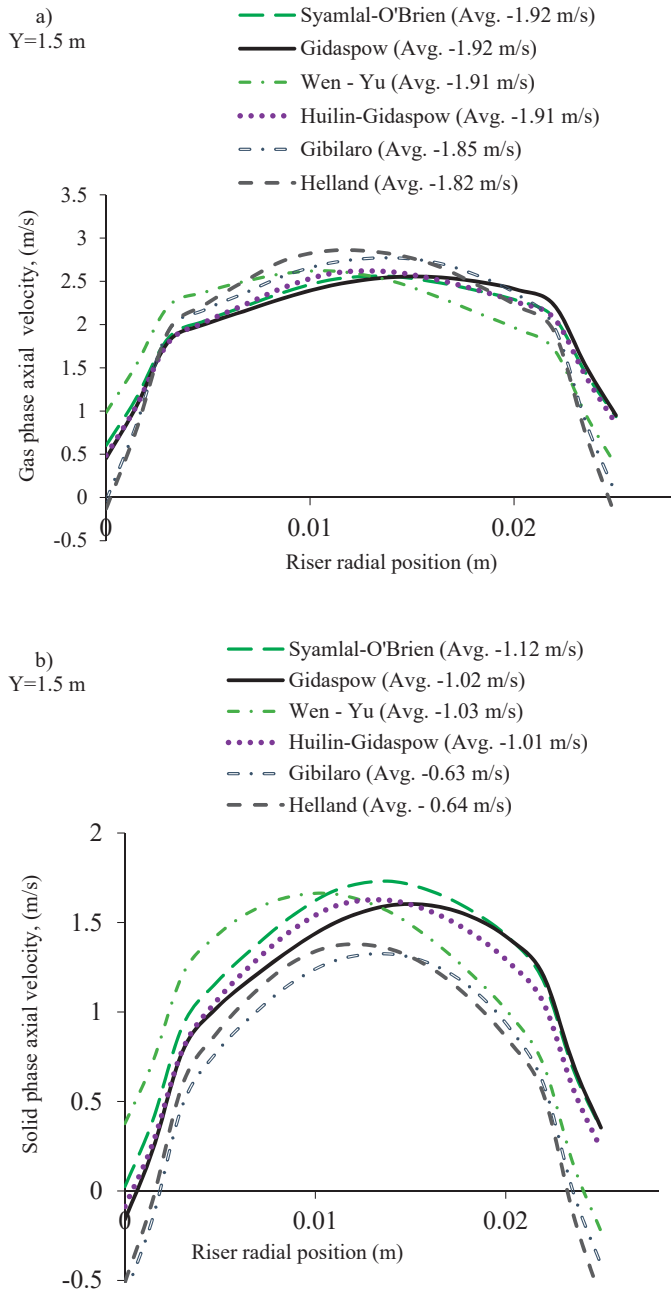 a)
Y=1.5 m
Syamlal-O'Brien (Avg. -1.92 m/s)
Gidaspow (Avg. -1.92 m/s)
Wen - Yu (Avg. -1.91 m/s)
Huilin-Gidaspow (Avg. -1.91 m/s)
Gibilaro (Avg. -1.85 m/s)
Helland (Avg. -1.82 m/s)
Gas phase axial velocity, (m/s)
3.5
3
2.5
2
1.5
1
0.5
0
-0.5
0
0.01
0.02
Riser radial position (m)
b)
Y=1.5 m
Syamlal-O'Brien (Avg. -1.12 m/s)
Gidaspow (Avg. -1.02 m/s)
Wen - Yu (Avg. -1.03 m/s)
Huilin-Gidaspow (Avg. -1.01 m/s)
Gibilaro (Avg. -0.63 m/s)
Helland (Avg. - 0.64 m/s)
Solid phase axial velocity, (m/s)
2
1.5
1
0.5
0
-0.5
0
0.01
0.02
Riser radial position (m)